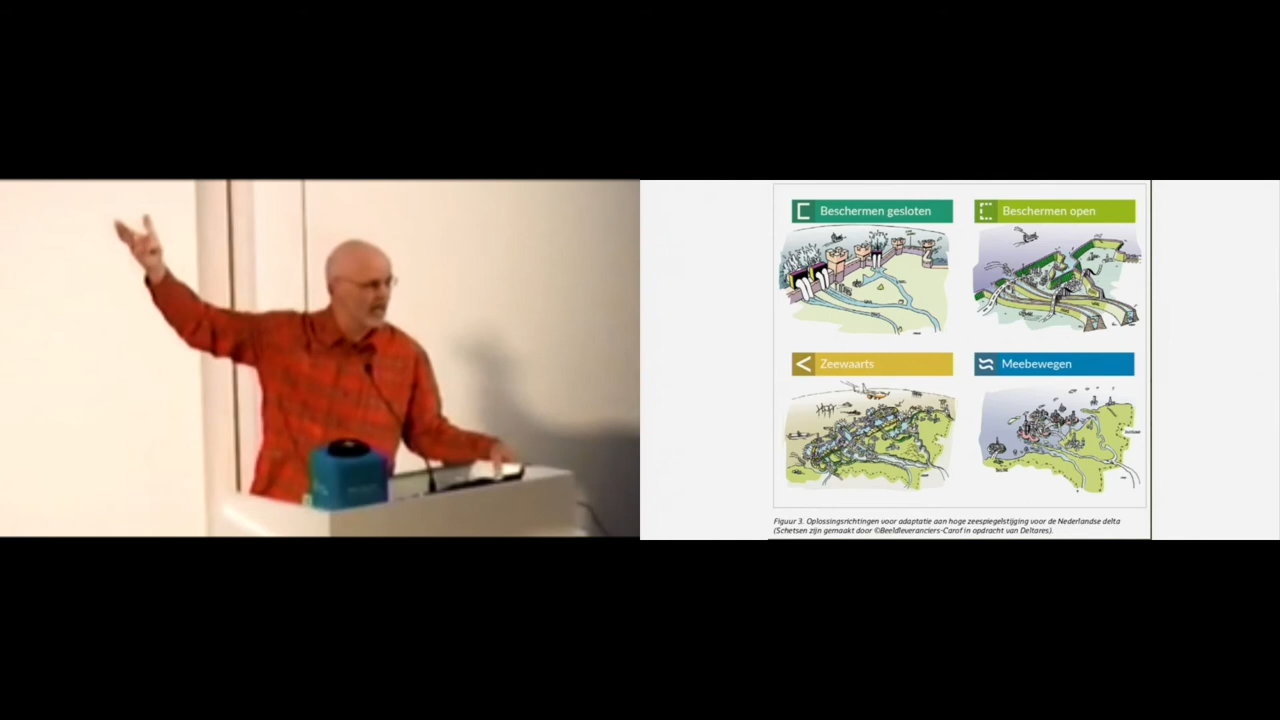 Beschermen gesloten
Beschermen open
Zeewaarts
Meebewegen
Figuur 3. Oplossingsrichtingen voor adaptatie aan hoge zeespiegelstijging voor de Nederlandse delta
(Schetsen zijn gemaakt door ©Beeldleveranciers-Carof in opdracht van Deltares).